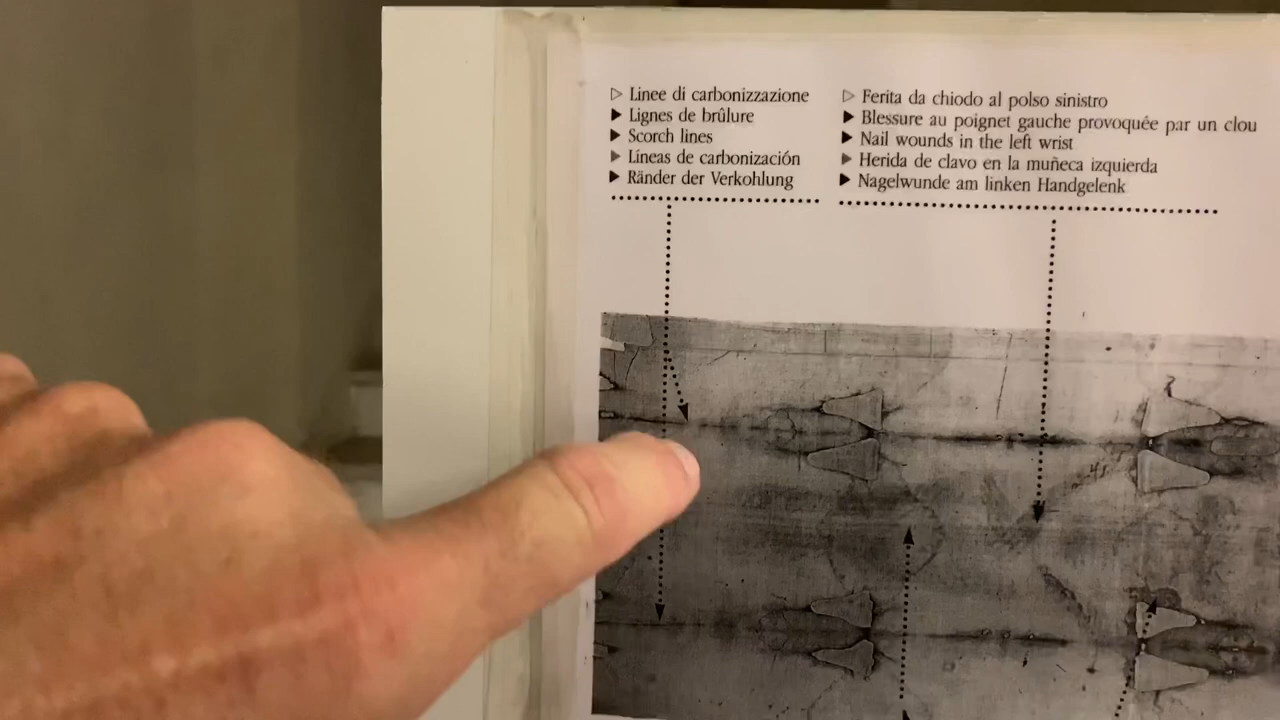 ▷ Linee di carbonizzazione
▶ Lignes de brûlure
▶ Scorch lines
▶ Líneas de carbonización
▶ Ränder der Verkohlung
▷ Ferita da chiodo al polso sinistro
▶ Blessure au poignet gauche provoquée par un clou
▶ Nail wounds in the left wrist
▶ Herida de clavo en la muñeca izquierda
▶ Nagelwunde am linken Handgelenk